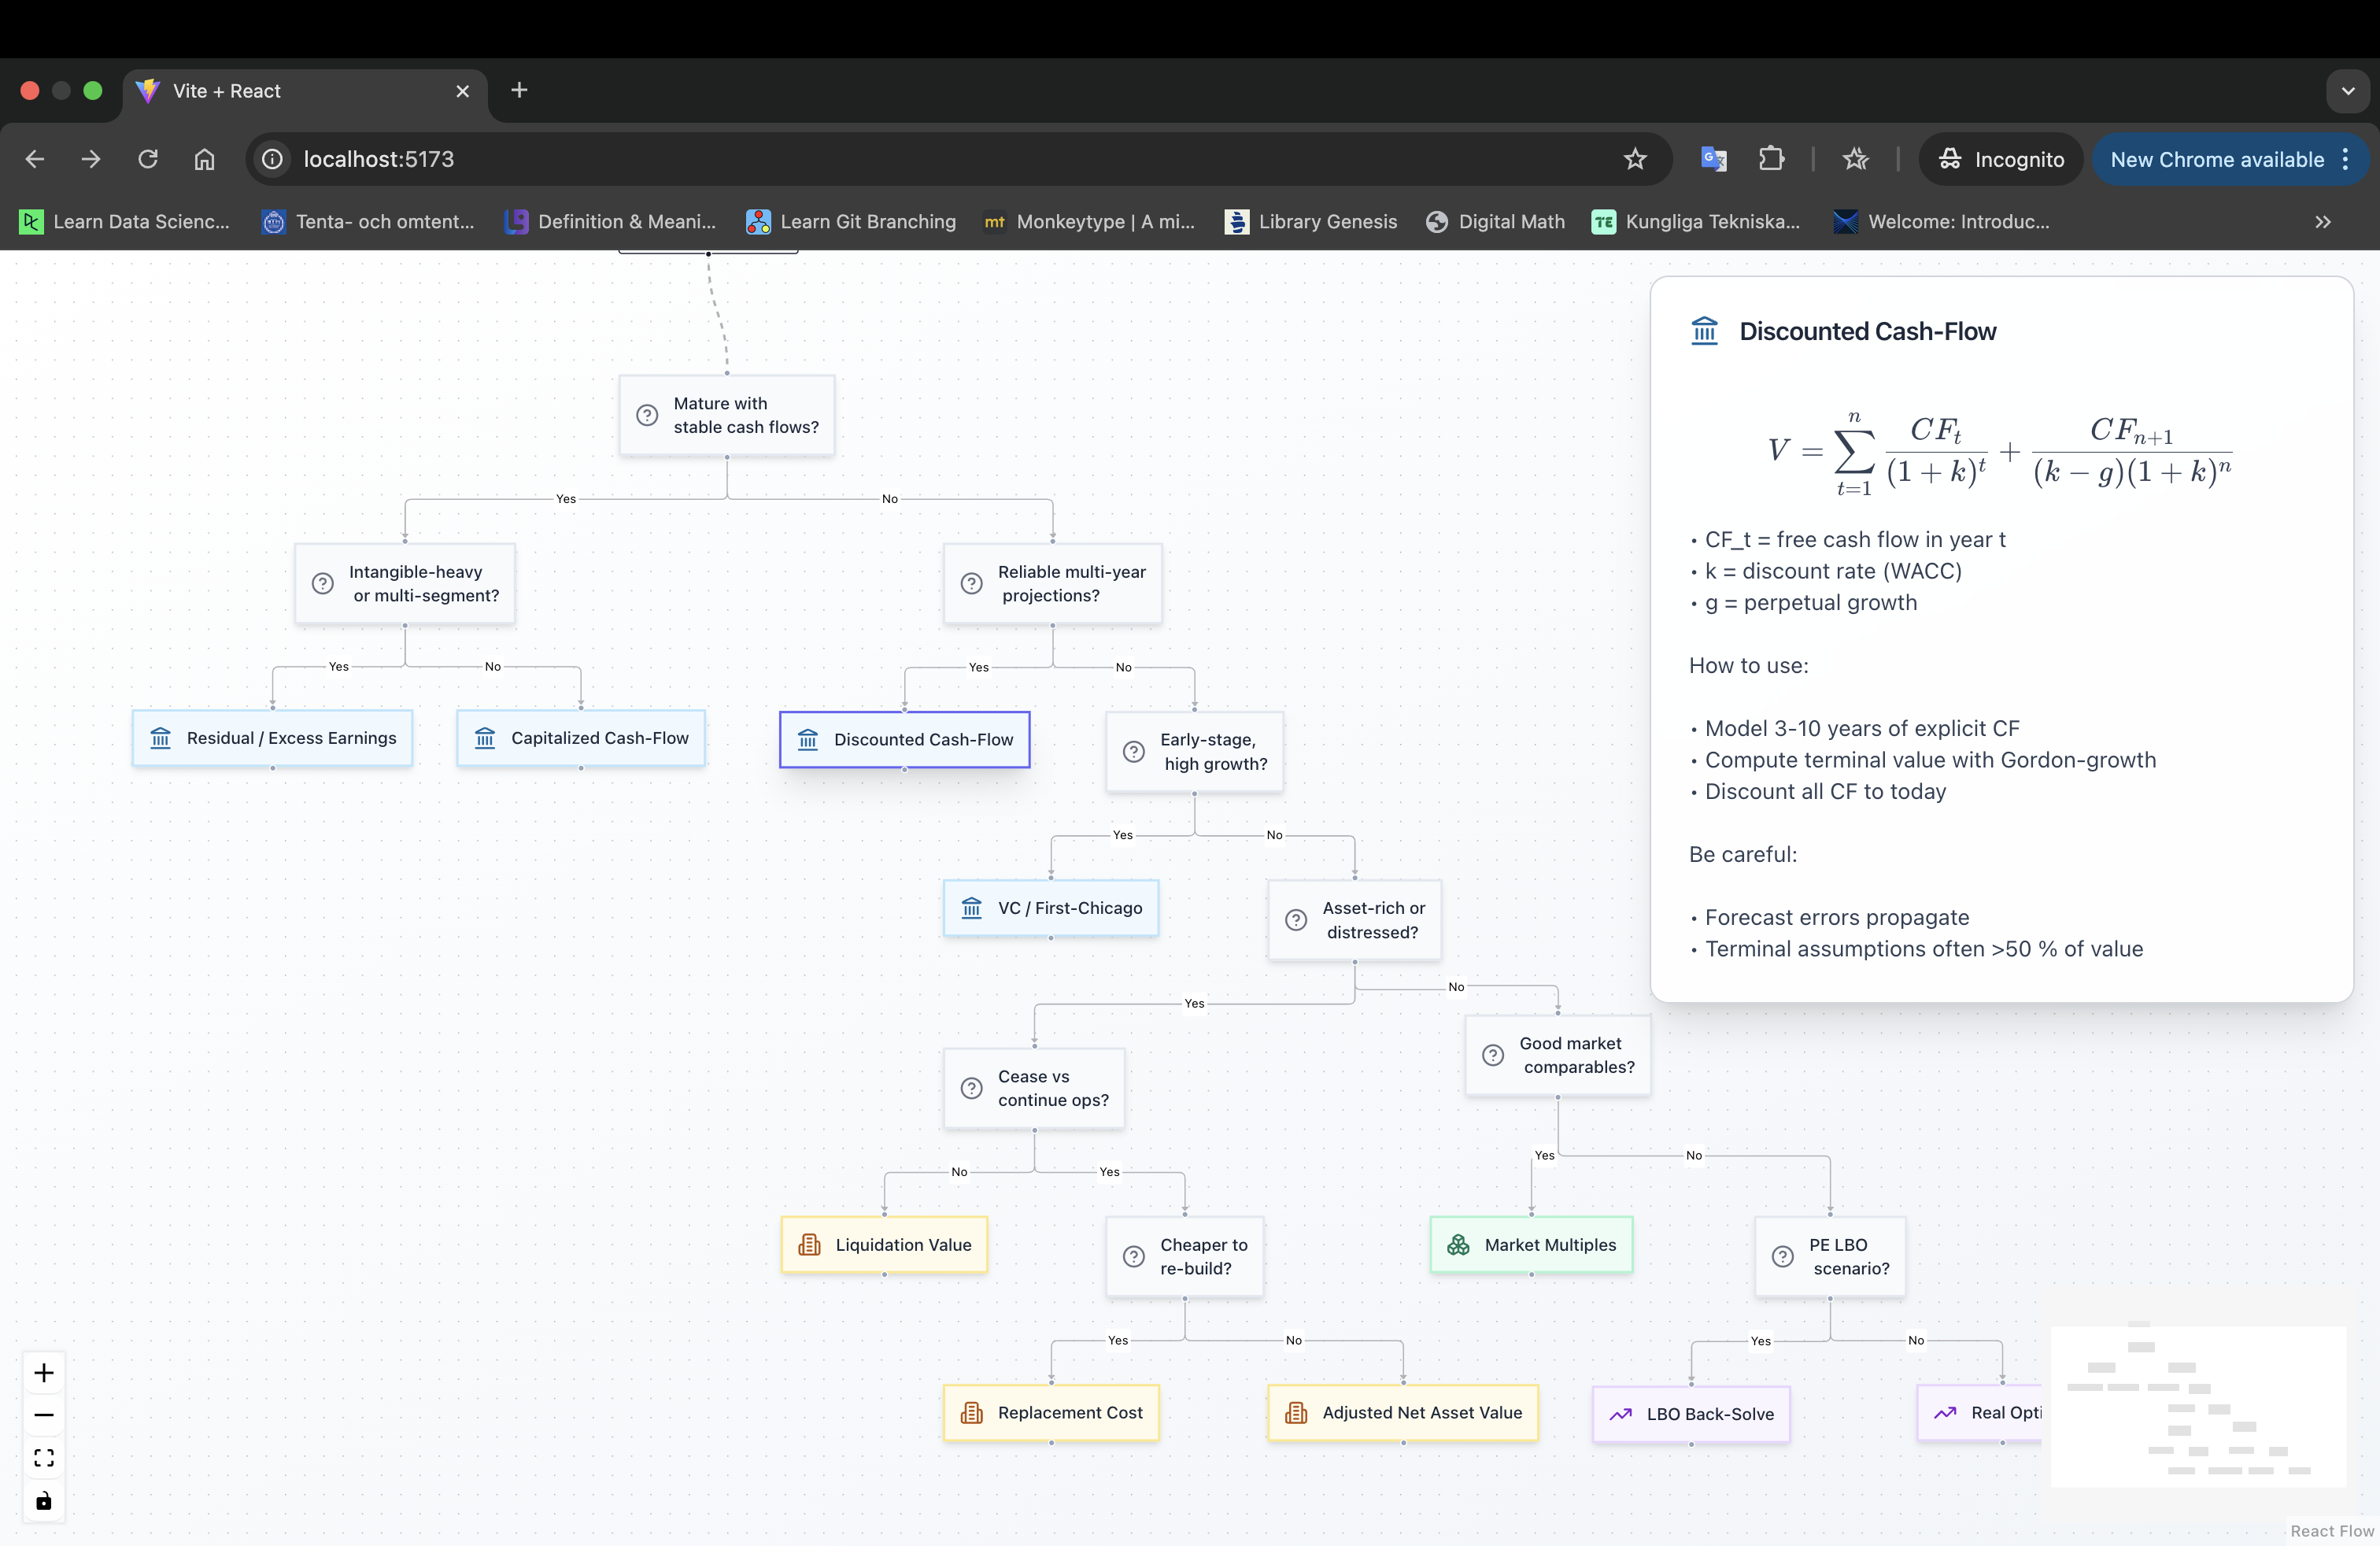 Vite + React
localhost:5173
Incognito
New Chrome available
Learn Data Scienc...
Tenta- och omtent...
Definition & Meani...
Learn Git Branching
mt
Monkeytype | A mi...
Library Genesis
Digital Math
Kungliga Tekniska...
Welcome: Introduc...
Mature with
stable cash flows?
Yes
No
Intangible-heavy
or multi-segment?
Reliable multi-year
projections?
Yes
No
Yes
No
Residual / Excess Earnings
Capitalized Cash-Flow
Discounted Cash-Flow
Early-stage,
high growth?
Yes
No
VC / First-Chicago
Asset-rich or
distressed?
Yes
No
Cease vs
continue ops?
Good market
comparables?
No
Yes
Yes
No
Liquidation Value
Cheaper to
re-build?
Market Multiples
PE LBO
scenario?
Yes
No
Yes
No
Replacement Cost
Adjusted Net Asset Value
LBO Back-Solve
Real Opti
Discounted Cash-Flow
V = \sum_{t=1}^{n} \frac{CF_t}{(1 + k)^t} + \frac{CF_{n+1}}{(k - g)(1 + k)^n}
• CF_t = free cash flow in year t
• k = discount rate (WACC)
• g = perpetual growth
How to use:
• Model 3-10 years of explicit CF
• Compute terminal value with Gordon-growth
• Discount all CF to today
Be careful:
• Forecast errors propagate
• Terminal assumptions often >50 % of value
React Flow